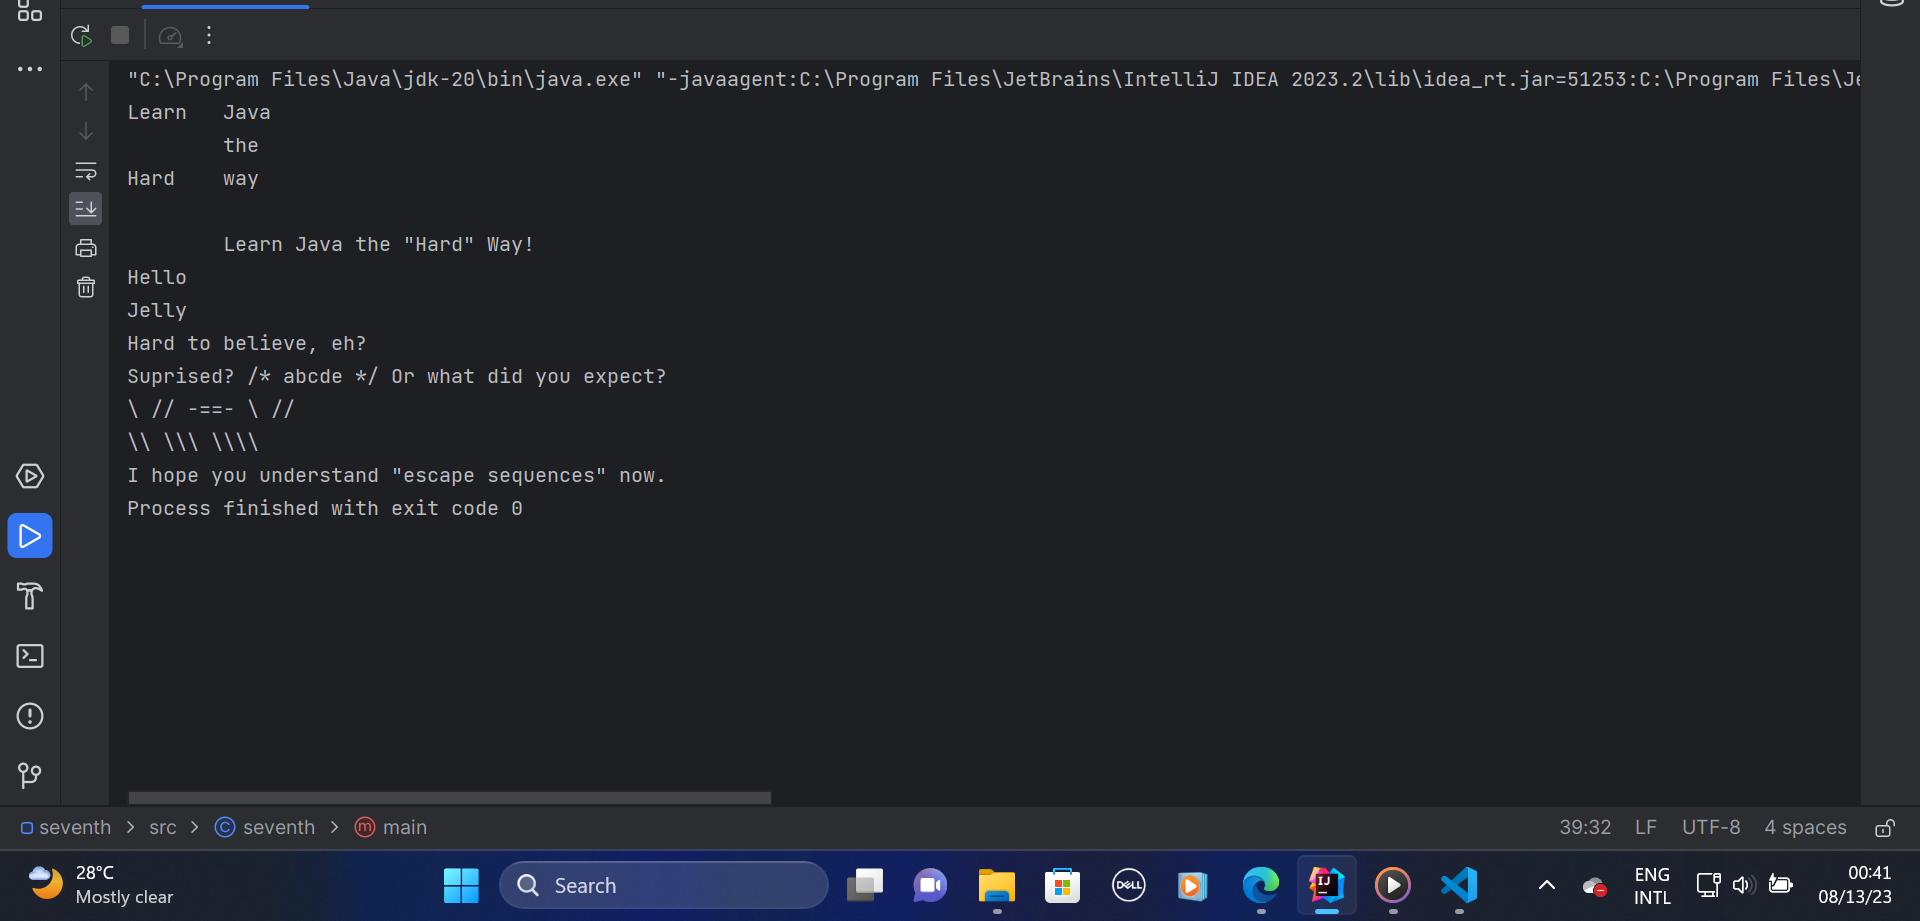 "C:\Program Files\Java\jdk-20\bin\java.exe" "-javaagent:C:\Program Files\JetBrains\IntelliJ IDEA 2023.2\lib\idea_rt.jar=51253:C:\Program Files\Je
Learn   Java
        the
Hard    way

        Learn Java the "Hard" Way!
Hello
Jelly
Hard to believe, eh?
Suprised? /* abcde */ Or what did you expect?
\ // -==- \ //
\\ \\\ \\\\
I hope you understand "escape sequences" now.
Process finished with exit code 0
seventh > src > C seventh > m main 39:32 LF UTF-8 4 spaces
28°C
Mostly clear
Search
DELL
IJ
ENG
INTL
00:41
08/13/23